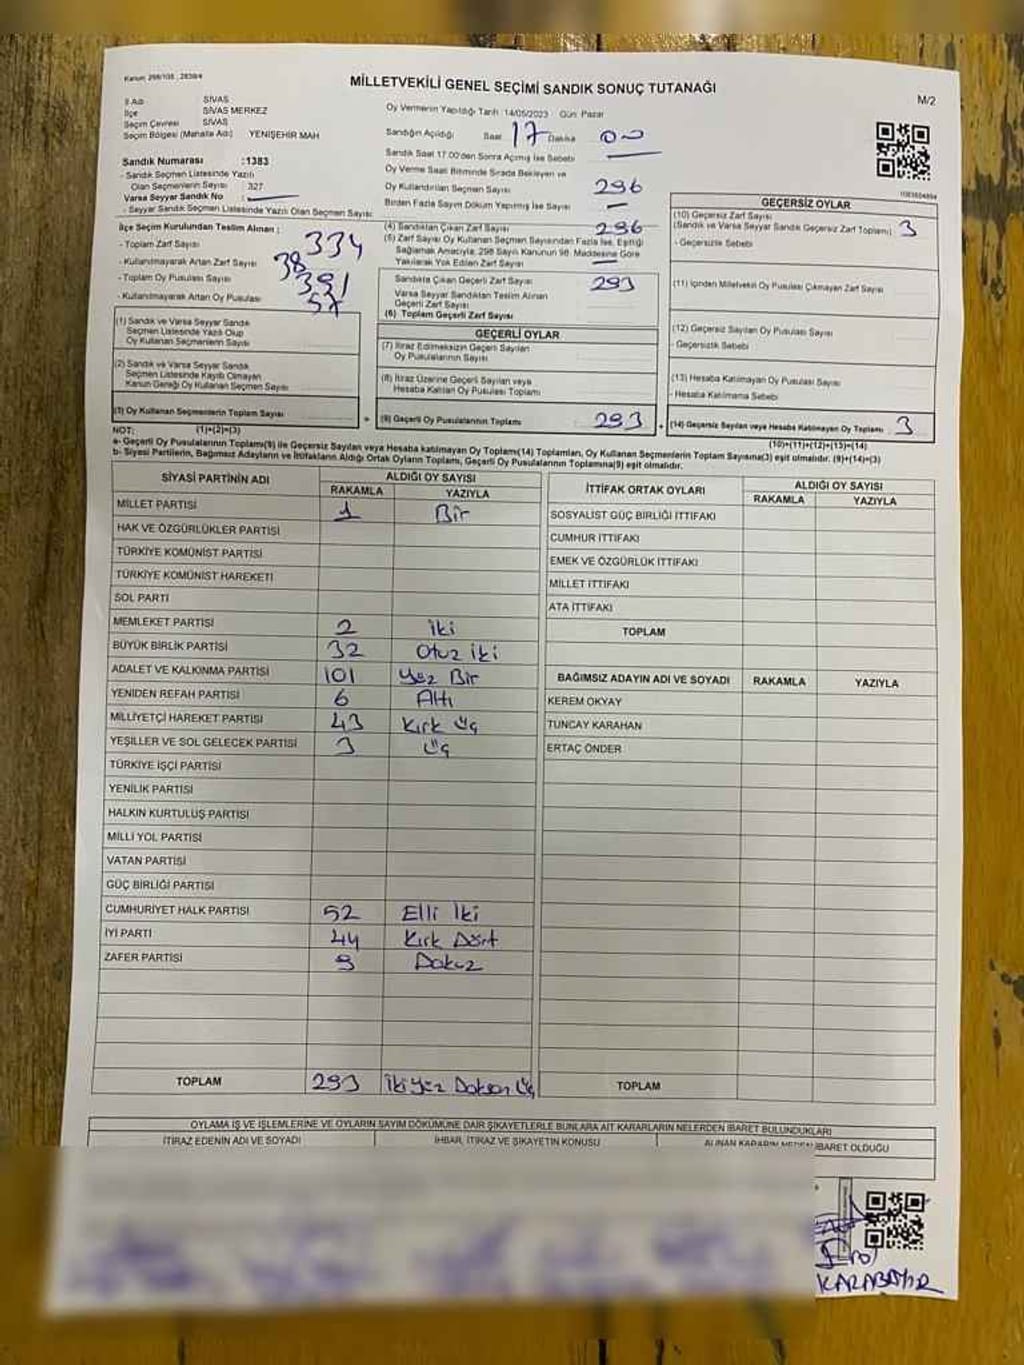 Kanun: 298/105 , 2839/4
MİLLETVEKİLİ GENEL SEÇİMİ SANDIK SONUÇ TUTANAĞI
M/2
İl Adı SİVAS
İlçe SİVAS MERKEZ
Seçim Çevresi SİVAS
Seçim Bölgesi (Mahalle Adı) YENİŞEHİR MAH
Sandık Numarası :1383
- Sandık Seçmen Listesinde Yazılı
Olan Seçmenlerin Sayısı 327
Varsa Seyyar Sandık No :
- Seyyar Sandık Seçmen Listesinde Yazılı Olan Seçmen Sayısı:
Oy Vermenin Yapıldığı Tarih :14/05/2023 Gün: Pazar
Sandığın Açıldığı Saat 17 Dakika 00
Sandık Saat 17.00'den Sonra Açılmış İse Sebebi
Oy Verme Saati Bitiminde Sırada Bekleyen ve
Oy Kullandırılan Seçmen Sayısı 296
Birden Fazla Sayım Döküm Yapılmış İse Sayısı
(4) Sandıktan Çıkan Zarf Sayısı 296
(5) Zarf Sayısı Oy Kullanan Seçmen Sayısından Fazla İse, Eşitliği
Sağlamak Amacıyla, 298 Sayılı Kanunun 98. Maddesine Göre
Yakılarak Yok Edilen Zarf Sayısı
Sandıkta Çıkan Geçerli Zarf Sayısı 293
Varsa Seyyar Sandıktan Teslim Alınan
Geçerli Zarf Sayısı
(6) Toplam Geçerli Zarf Sayısı
İlçe Seçim Kurulundan Teslim Alınan :
- Toplam Zarf Sayısı 334
- Kullanılmayarak Artan Zarf Sayısı 38
- Toplam Oy Pusulası Sayısı 391
- Kullanılmayarak Artan Oy Pusulası
(1) Sandık ve Varsa Seyyar Sandık
Seçmen Listesinde Yazılı Olup
Oy Kullanan Seçmenlerin Sayısı
(2) Sandık ve Varsa Seyyar Sandık
Seçmen Listesinde Kayıtlı Olmayan
Kanun Gereği Oy Kullanan Seçmen Sayısı
(3) Oy Kullanan Seçmenlerin Toplam Sayısı
GEÇERLİ OYLAR
(7) İtiraz Edilmeksizin Geçerli Sayılan
Oy Pusulalarının Sayısı
(8) İtiraz Üzerine Geçerli Sayılan veya
Hesaba Katılan Oy Pusulası Toplamı
= (9) Geçerli Oy Pusulalarının Toplamı 293
GEÇERSİZ OYLAR
(10) Geçersiz Zarf Sayısı
(Sandık ve Varsa Seyyar Sandık Geçersiz Zarf Toplamı) 3
- Geçersizlik Sebebi
(11) İçinden Milletvekili Oy Pusulası Çıkmayan Zarf Sayısı
(12) Geçersiz Sayılan Oy Pusulası Sayısı
- Geçersizlik Sebebi
(13) Hesaba Katılmayan Oy Pusulası Sayısı
- Hesaba Katılmama Sebebi
+ (14) Geçersiz Sayılan veya Hesaba Katılmayan Oy Toplamı 3
NOT: (1)+(2)=(3)
(10)+(11)+(12)+(13)=(14)
a- Geçerli Oy Pusulalarının Toplamı(9) ile Geçersiz Sayılan veya Hesaba katılmayan Oy Toplamı(14) Toplamları, Oy Kullanan Seçmenlerin Toplam Sayısına(3) eşit olmalıdır. (9)+(14)=(3)
b- Siyasi Partilerin, Bağımsız Adayların ve İttifakların Aldığı Ortak Oyların Toplamı, Geçerli Oy Pusulalarının Toplamına(9) eşit olmalıdır.
SİYASİ PARTİNİN ADI ALDIĞI OY SAYISI
RAKAMLA YAZIYLA
MİLLET PARTİSİ 1 Bir
HAK VE ÖZGÜRLÜKLER PARTİSİ
TÜRKİYE KOMÜNİST PARTİSİ
TÜRKİYE KOMÜNİST HAREKETİ
SOL PARTİ
MEMLEKET PARTİSİ 2 iki
BÜYÜK BİRLİK PARTİSİ 32 Otuz iki
ADALET VE KALKINMA PARTİSİ 101 Yüz Bir
YENİDEN REFAH PARTİSİ 6 Altı
MİLLİYETÇİ HAREKET PARTİSİ 43 Kırk Üç
YEŞİLLER VE SOL GELECEK PARTİSİ 3 Üç
TÜRKİYE İŞÇİ PARTİSİ
YENİLİK PARTİSİ
HALKIN KURTULUŞ PARTİSİ
MİLLİ YOL PARTİSİ
VATAN PARTİSİ
GÜÇ BİRLİĞİ PARTİSİ
CUMHURİYET HALK PARTİSİ 52 Elli İki
İYİ PARTİ 44 Kırk Dört
ZAFER PARTİSİ 9 Dokuz
TOPLAM 293 İkiyüz Doksan Üç
İTTİFAK ORTAK OYLARI ALDIĞI OY SAYISI
RAKAMLA YAZIYLA
SOSYALİST GÜÇ BİRLİĞİ İTTİFAKI
CUMHUR İTTİFAKI
EMEK VE ÖZGÜRLÜK İTTİFAKI
MİLLET İTTİFAKI
ATA İTTİFAKI
TOPLAM
BAĞIMSIZ ADAYIN ADI VE SOYADI RAKAMLA YAZIYLA
KEREM OKYAY
TUNCAY KARAHAN
ERTAÇ ÖNDER
TOPLAM
OYLAMA İŞ VE İŞLEMLERİNE VE OYLARIN SAYIM DÖKÜMÜNE DAİR ŞİKAYETLERLE BUNLARA AİT KARARLARIN NELERDEN İBARET BULUNDUKLARI
İTİRAZ EDENİN ADI VE SOYADI İHBAR, İTİRAZ VE ŞİKAYETİN KONUSU ALINAN KARARIN NEDEN İBARET OLDUĞU
KARABATIR